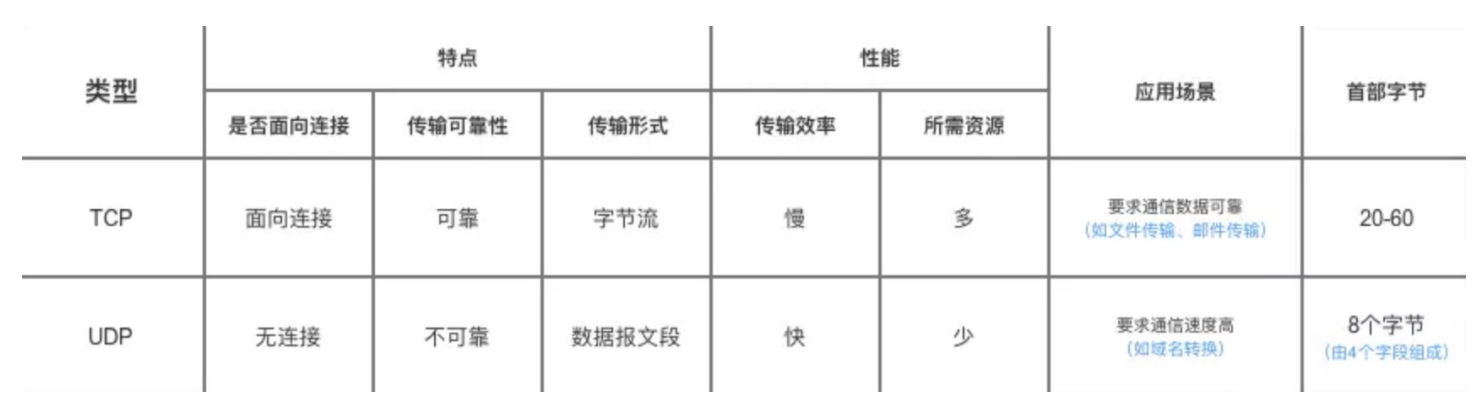 类型
特点
性能
应用场景
首部字节
是否面向连接
传输可靠性
传输形式
传输效率
所需资源
TCP
面向连接
可靠
字节流
慢
多
要求通信数据可靠
（如文件传输、邮件传输）
20-60
UDP
无连接
不可靠
数据报文段
快
少
要求通信速度高
（如域名转换）
8个字节
（由4个字段组成）